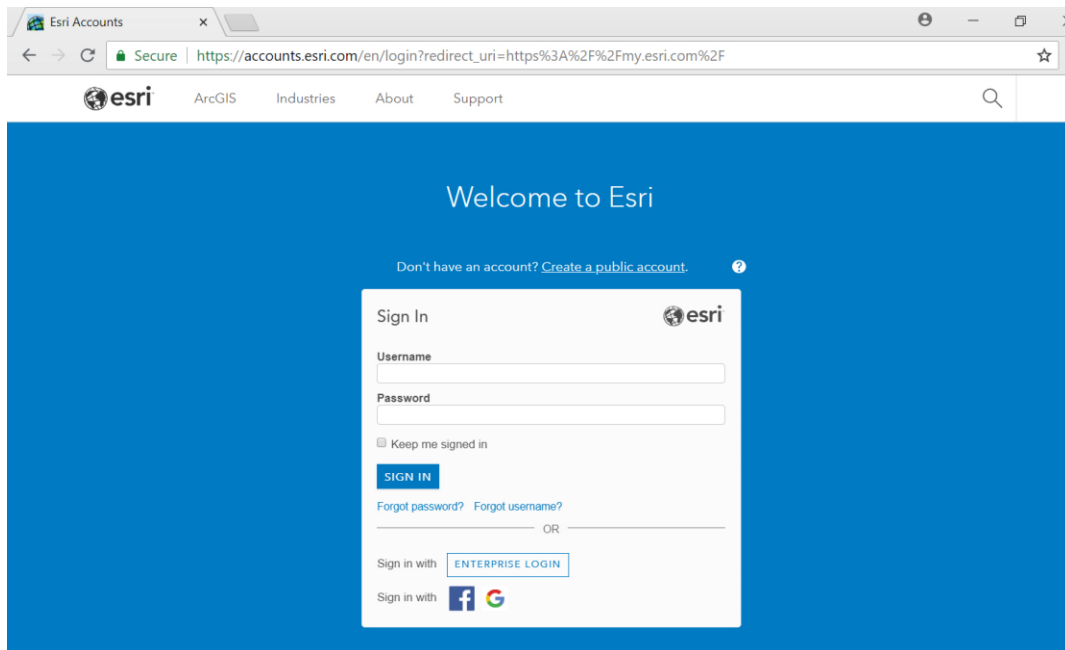 Esri Accounts
Secure https://accounts.esri.com/en/login?redirect_uri=https%3A%2F%2Fmy.esri.com%2F
esri ArcGIS Industries About Support
Welcome to Esri
Don't have an account? Create a public account. ?
Sign In esri
Username
Password
Keep me signed in
SIGN IN
Forgot password? Forgot username?
OR
Sign in with ENTERPRISE LOGIN
Sign in with f G